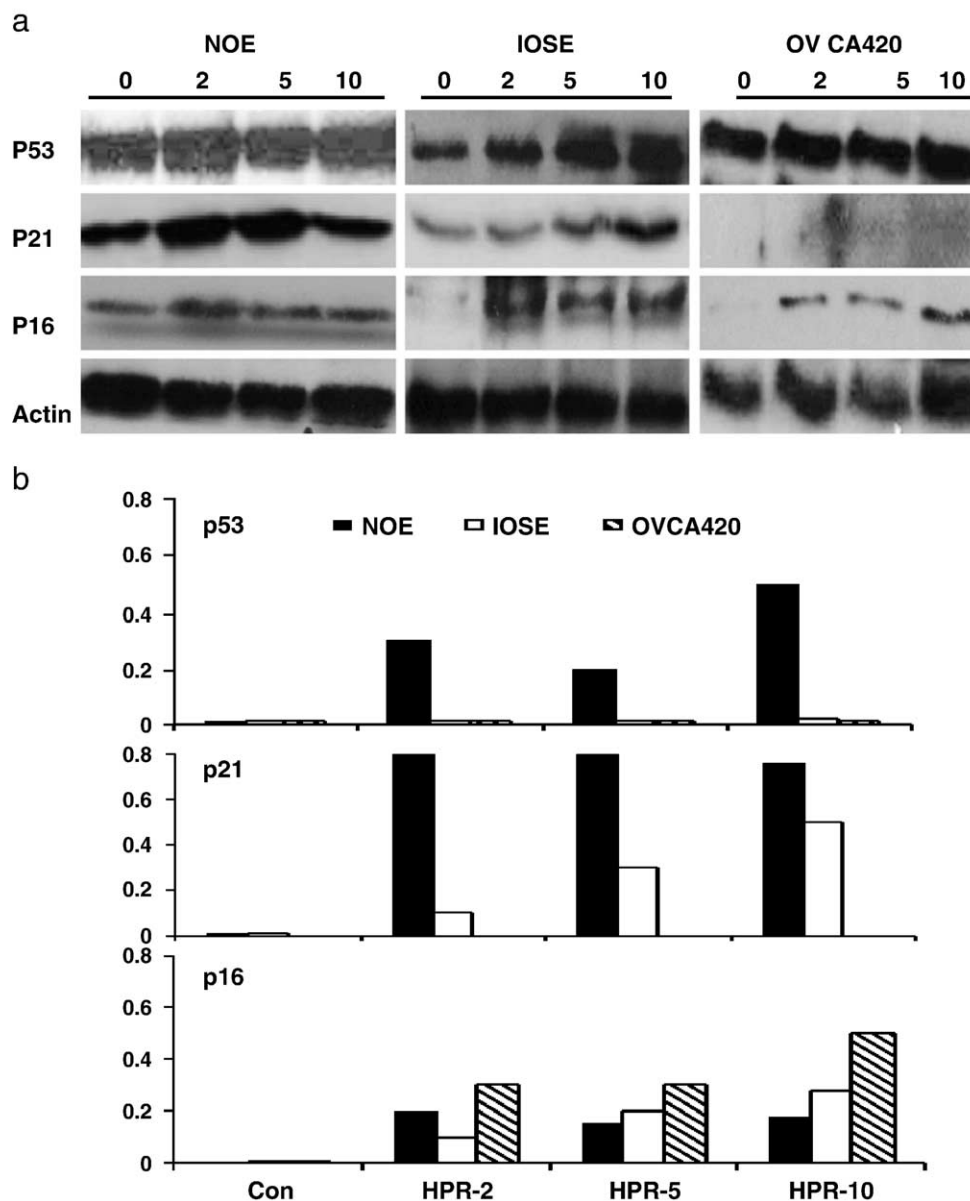 a
NOE IOSE OV CA420
0 2 5 10 0 2 5 10 0 2 5 10
P53
P21
P16
Actin
b
0.8
p53 NOE IOSE OVCA420
0.6
0.4
0.2
0
0.8
p21
0.6
0.4
0.2
0
0.8
p16
0.6
0.4
0.2
0
Con HPR-2 HPR-5 HPR-10